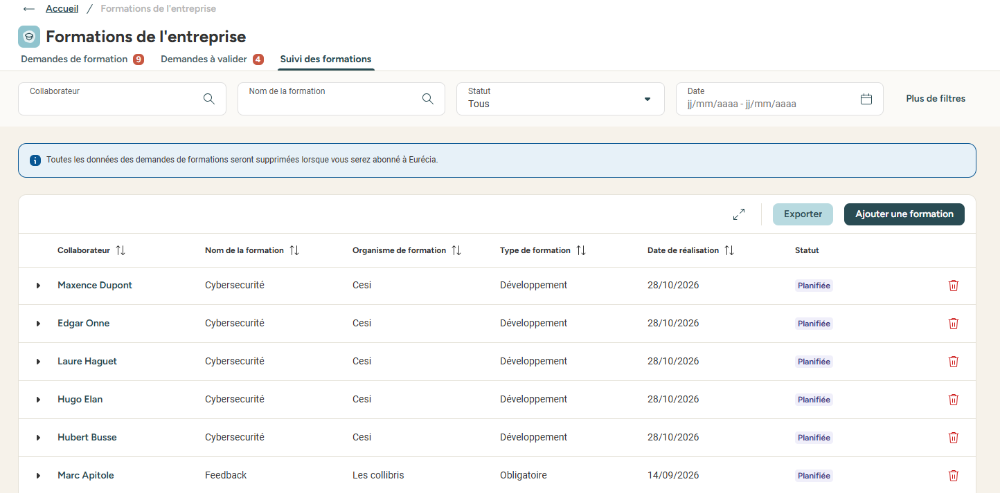 Accueil / Formations de l'entreprise
Formations de l'entreprise
Demandes de formation 9 Demandes à valider 4 Suivi des formations
Collaborateur
Nom de la formation
Statut
Tous
Date
jj/mm/aaaa - jj/mm/aaaa
Plus de filtres
Toutes les données des demandes de formations seront supprimées lorsque vous serez abonné à Eurécia.
Exporter Ajouter une formation
Collaborateur Nom de la formation Organisme de formation Type de formation Date de réalisation Statut
Maxence Dupont Cybersecurité Cesi Développement 28/10/2026 Planifiée
Edgar Onne Cybersecurité Cesi Développement 28/10/2026 Planifiée
Laure Haguet Cybersecurité Cesi Développement 28/10/2026 Planifiée
Hugo Elan Cybersecurité Cesi Développement 28/10/2026 Planifiée
Hubert Busse Cybersecurité Cesi Développement 28/10/2026 Planifiée
Marc Apitole Feedback Les collibris Obligatoire 14/09/2026 Planifiée